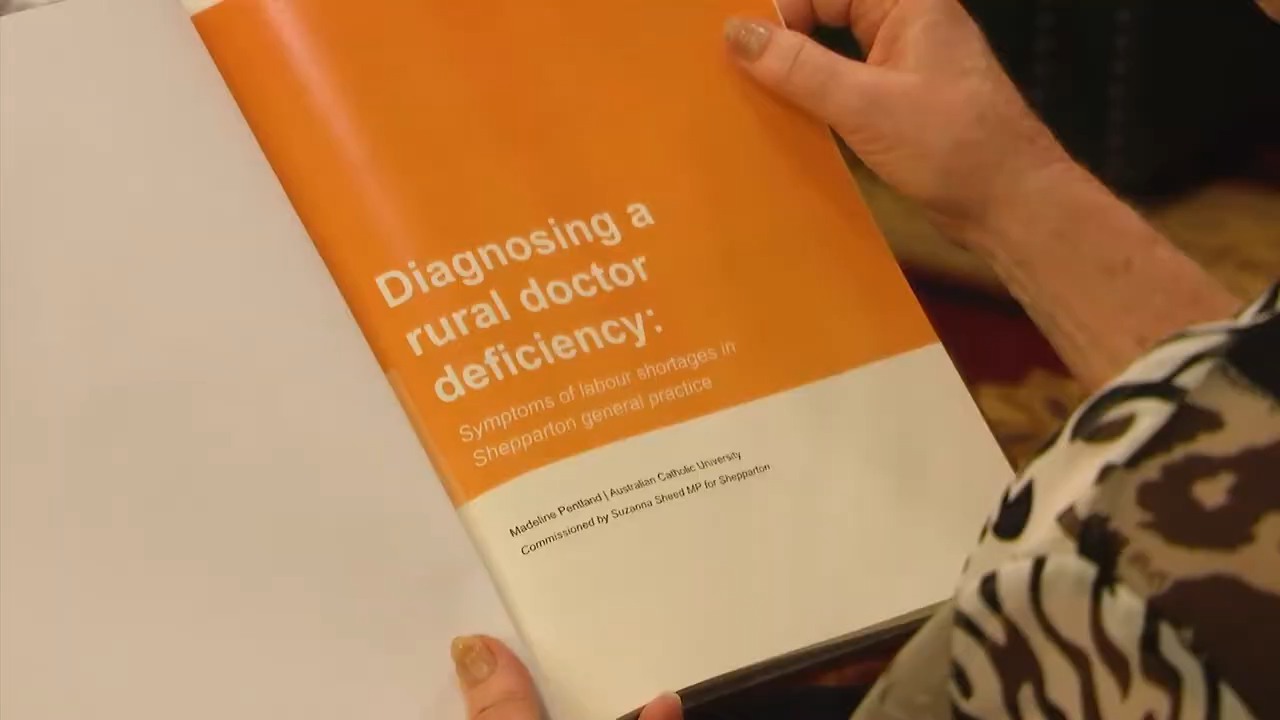 Diagnosing a
rural doctor
deficiency:
Symptoms of labour shortages in
Shepparton general practice
Madeline Pentland | Australian Catholic University
Commissioned by Suzanna Sheed MP for Shepparton